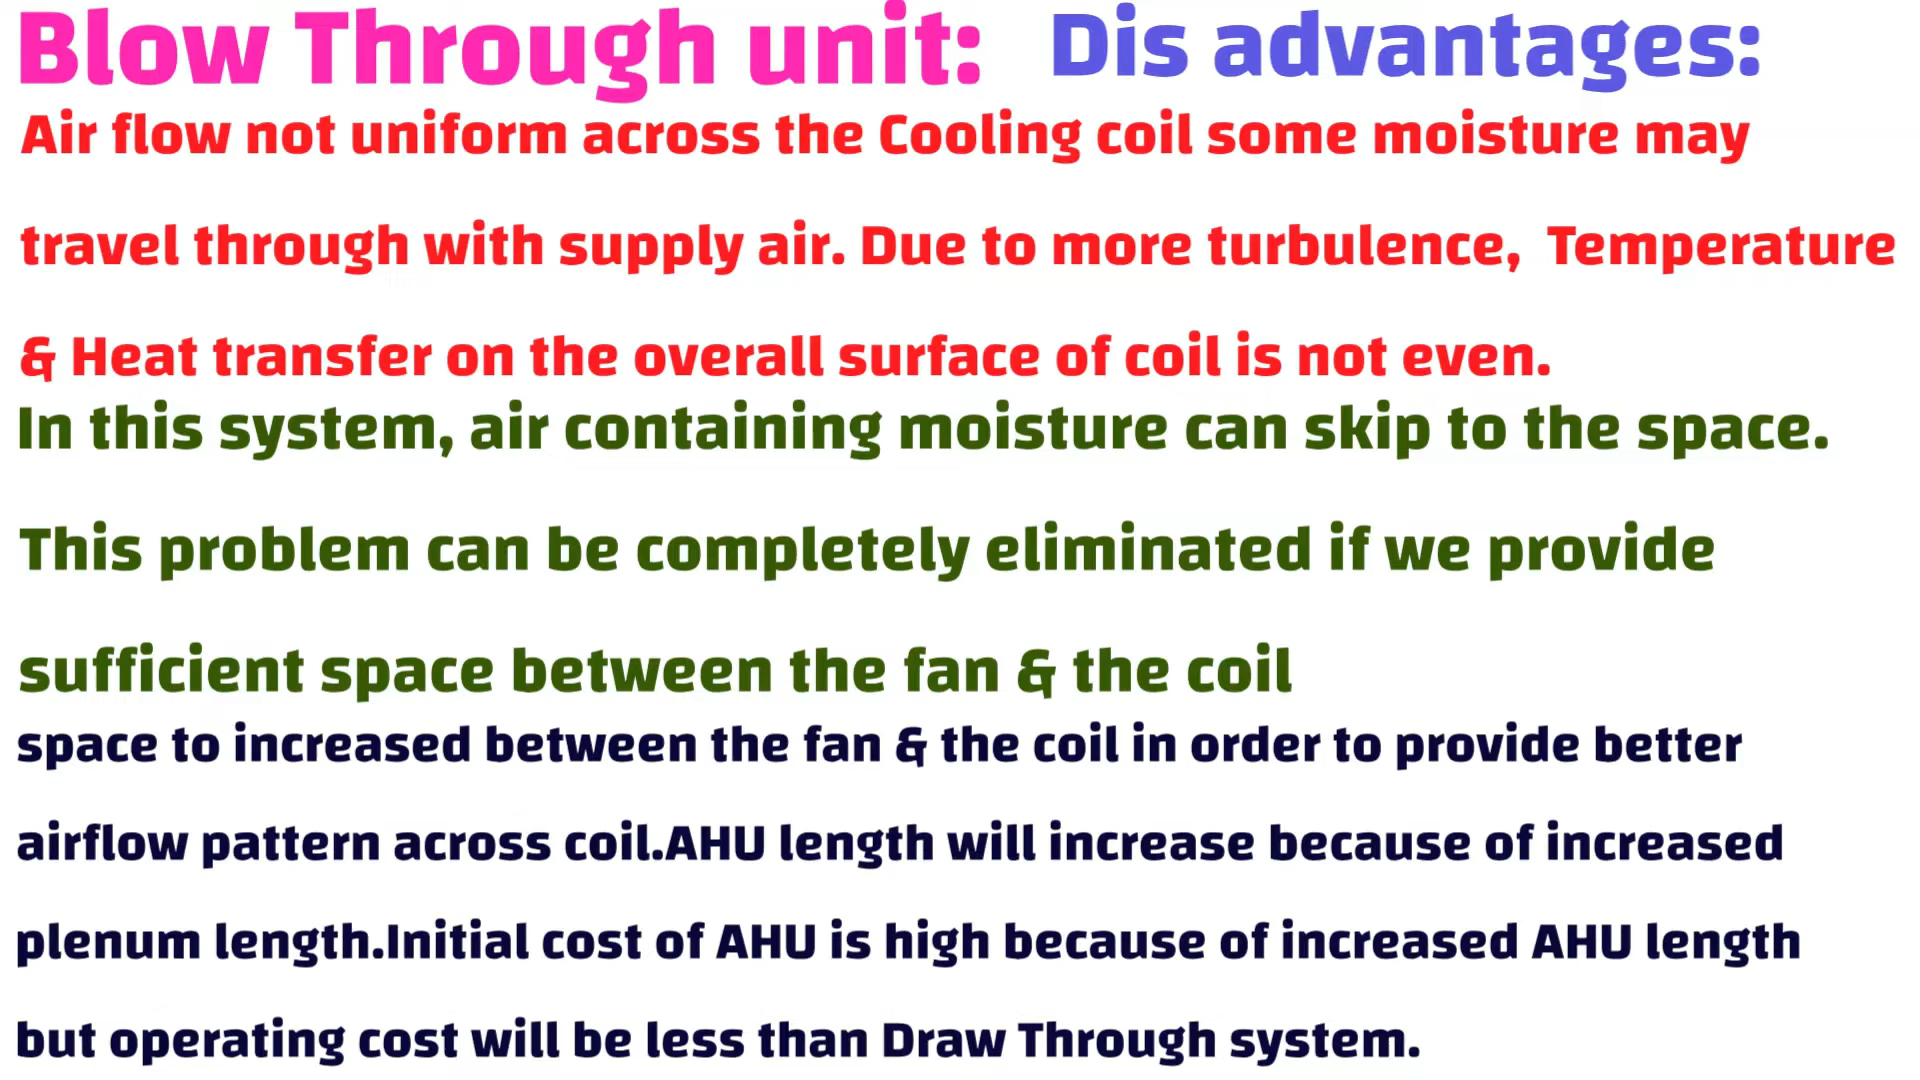 Blow Through unit: Dis advantages:
Air flow not uniform across the Cooling coil some moisture may
travel through with supply air. Due to more turbulence, Temperature
& Heat transfer on the overall surface of coil is not even.
In this system, air containing moisture can skip to the space.
This problem can be completely eliminated if we provide
sufficient space between the fan & the coil
space to increased between the fan & the coil in order to provide better
airflow pattern across coil.AHU length will increase because of increased
plenum length.Initial cost of AHU is high because of increased AHU length
but operating cost will be less than Draw Through system.